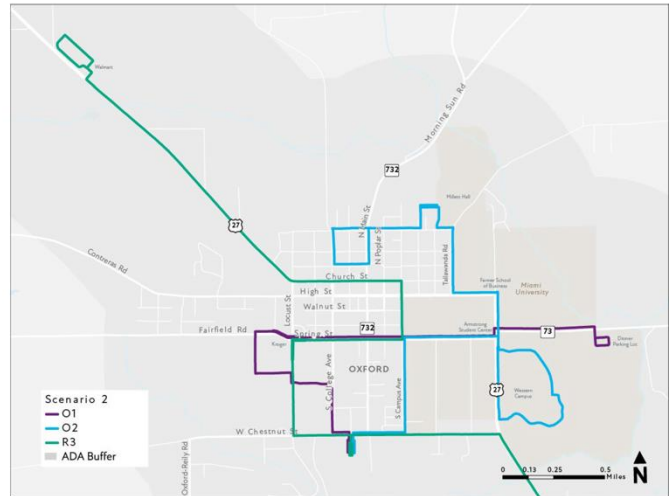 Walmart
Morning Sun Rd
732
Millett Hall
27
N Main St
N Poplar St
Tallawanda Rd
Contreras Rd
Church St
Farmer School
of Business
Miami
University
High St
Locust St
Walnut St
Fairfield Rd
Spring St
732
Armstrong
Student Center
73
Ditmer
Parking Lot
Kroger
OXFORD
S College Ave
S Campus Ave
27
Western
Campus
Scenario 2
O1
O2
R3
ADA Buffer
W Chestnut St
Oxford-Reily Rd
0 0.13 0.25 0.5
Miles
N